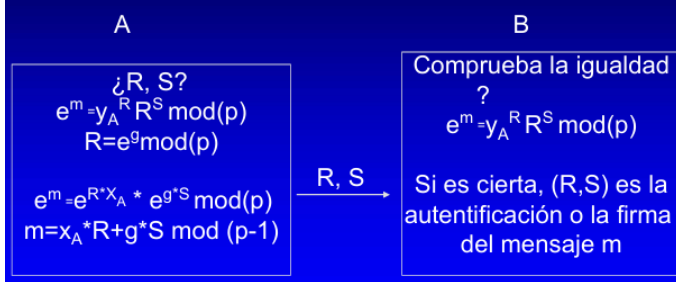 A
¿R, S?
e^m=y_A^R R^S mod(p)
R=e^g mod(p)
e^m=e^{R*X_A} * e^{g*S} mod(p)
m=x_A*R+g*S mod (p-1)
R, S
B
Comprueba la igualdad
?
e^m=y_A^R R^S mod(p)
Si es cierta, (R,S) es la
autentificación o la firma
del mensaje m